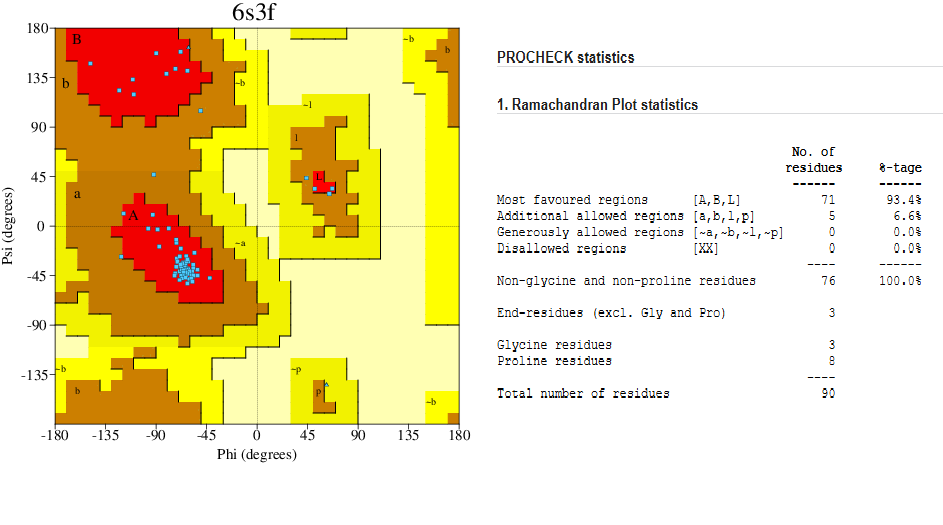 6s3f
180
135
90
45
0
-45
-90
-135
-180
-135
-90
-45
0
45
90
135
180
Psi (degrees)
Phi (degrees)
B
b
a
A
~b
~l
l
L
~a
~b
b
~b
b
~p
p
~b
PROCHECK statistics
1. Ramachandran Plot statistics
No. of
residues %-tage
------ ------
Most favoured regions [A,B,L] 71 93.4%
Additional allowed regions [a,b,l,p] 5 6.6%
Generously allowed regions [~a,~b,~l,~p] 0 0.0%
Disallowed regions [XX] 0 0.0%
---- ------
Non-glycine and non-proline residues 76 100.0%
End-residues (excl. Gly and Pro) 3
Glycine residues 3
Proline residues 8
----
Total number of residues 90